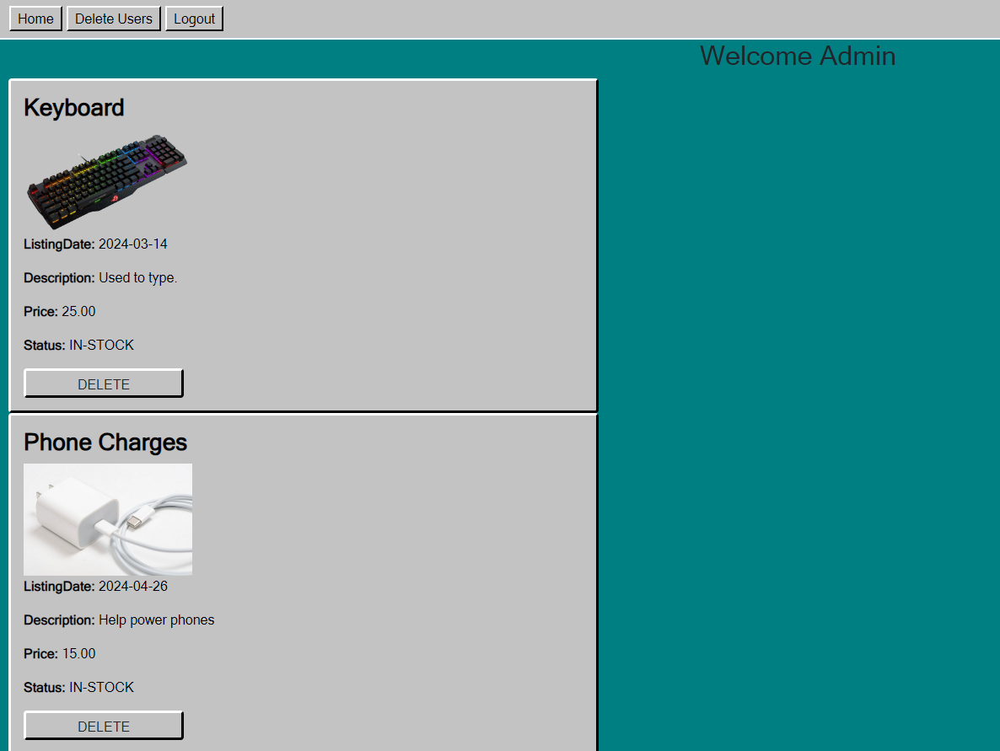 Home Delete Users Logout
Welcome Admin
Keyboard
ListingDate: 2024-03-14
Description: Used to type.
Price: 25.00
Status: IN-STOCK
DELETE
Phone Charges
ListingDate: 2024-04-26
Description: Help power phones
Price: 15.00
Status: IN-STOCK
DELETE